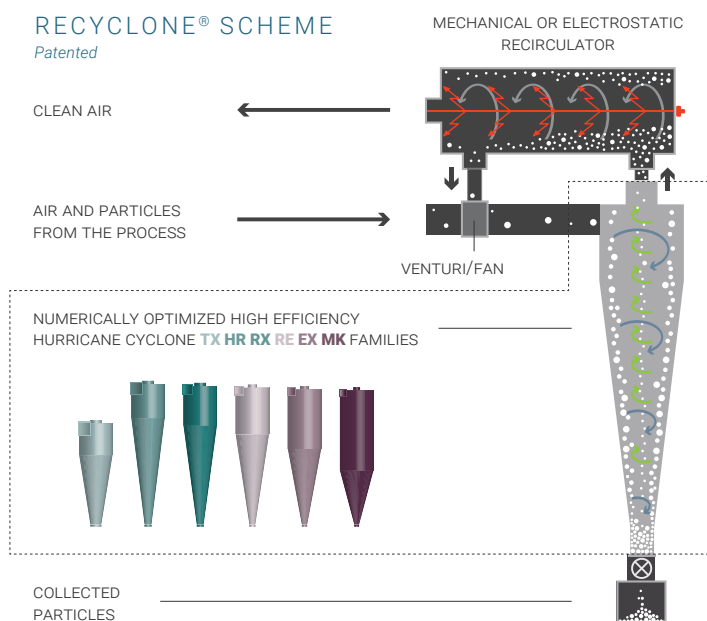 RECYCLONE® SCHEME
Patented
MECHANICAL OR ELECTROSTATIC
RECIRCULATOR
CLEAN AIR
AIR AND PARTICLES
FROM THE PROCESS
VENTURI/FAN
NUMERICALLY OPTIMIZED HIGH EFFICIENCY
HURRICANE CYCLONE TX HR RX RE EX MK FAMILIES
COLLECTED
PARTICLES